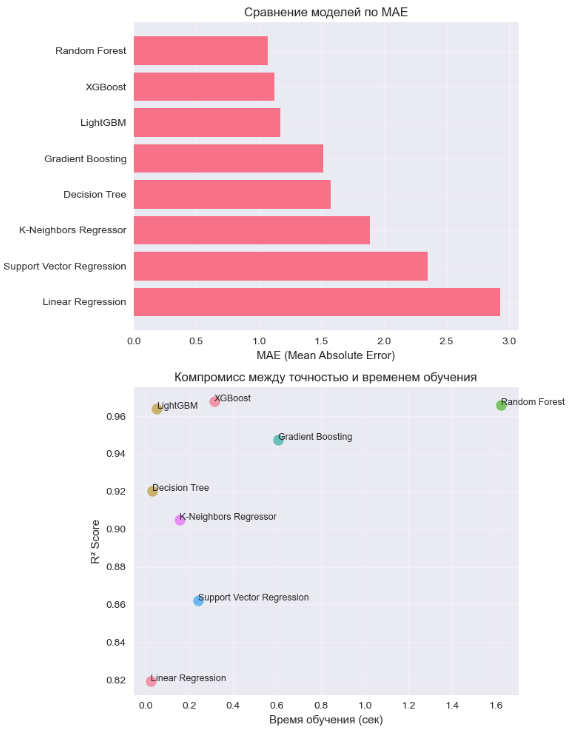 Сравнение моделей по MAE
Random Forest
XGBoost
LightGBM
Gradient Boosting
Decision Tree
K-Neighbors Regressor
Support Vector Regression
Linear Regression
0.0 0.5 1.0 1.5 2.0 2.5 3.0
MAE (Mean Absolute Error)
Компромисс между точностью и временем обучения
R² Score
0.96
0.94
0.92
0.90
0.88
0.86
0.84
0.82
XGBoost
Random Forest
LightGBM
Gradient Boosting
Decision Tree
K-Neighbors Regressor
Support Vector Regression
Linear Regression
0.0 0.2 0.4 0.6 0.8 1.0 1.2 1.4 1.6
Время обучения (сек)